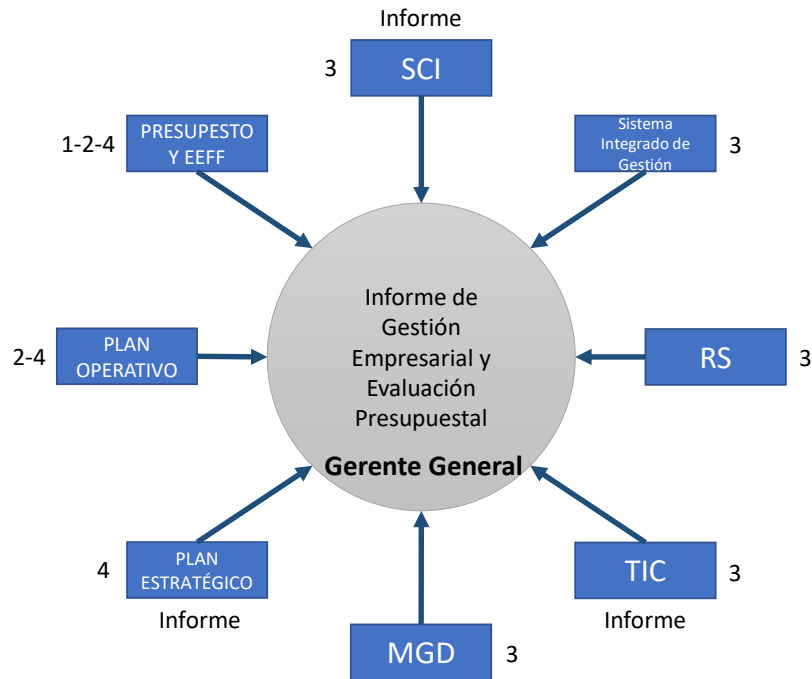 Informe
3
SCI
1-2-4
PRESUPESTO
Y EEFF
Sistema
Integrado de
Gestión
3
Informe de
Gestión
Empresarial y
Evaluación
Presupuestal
Gerente General
2-4
PLAN
OPERATIVO
RS
3
4
PLAN
ESTRATÉGICO
Informe
TIC
3
Informe
MGD
3